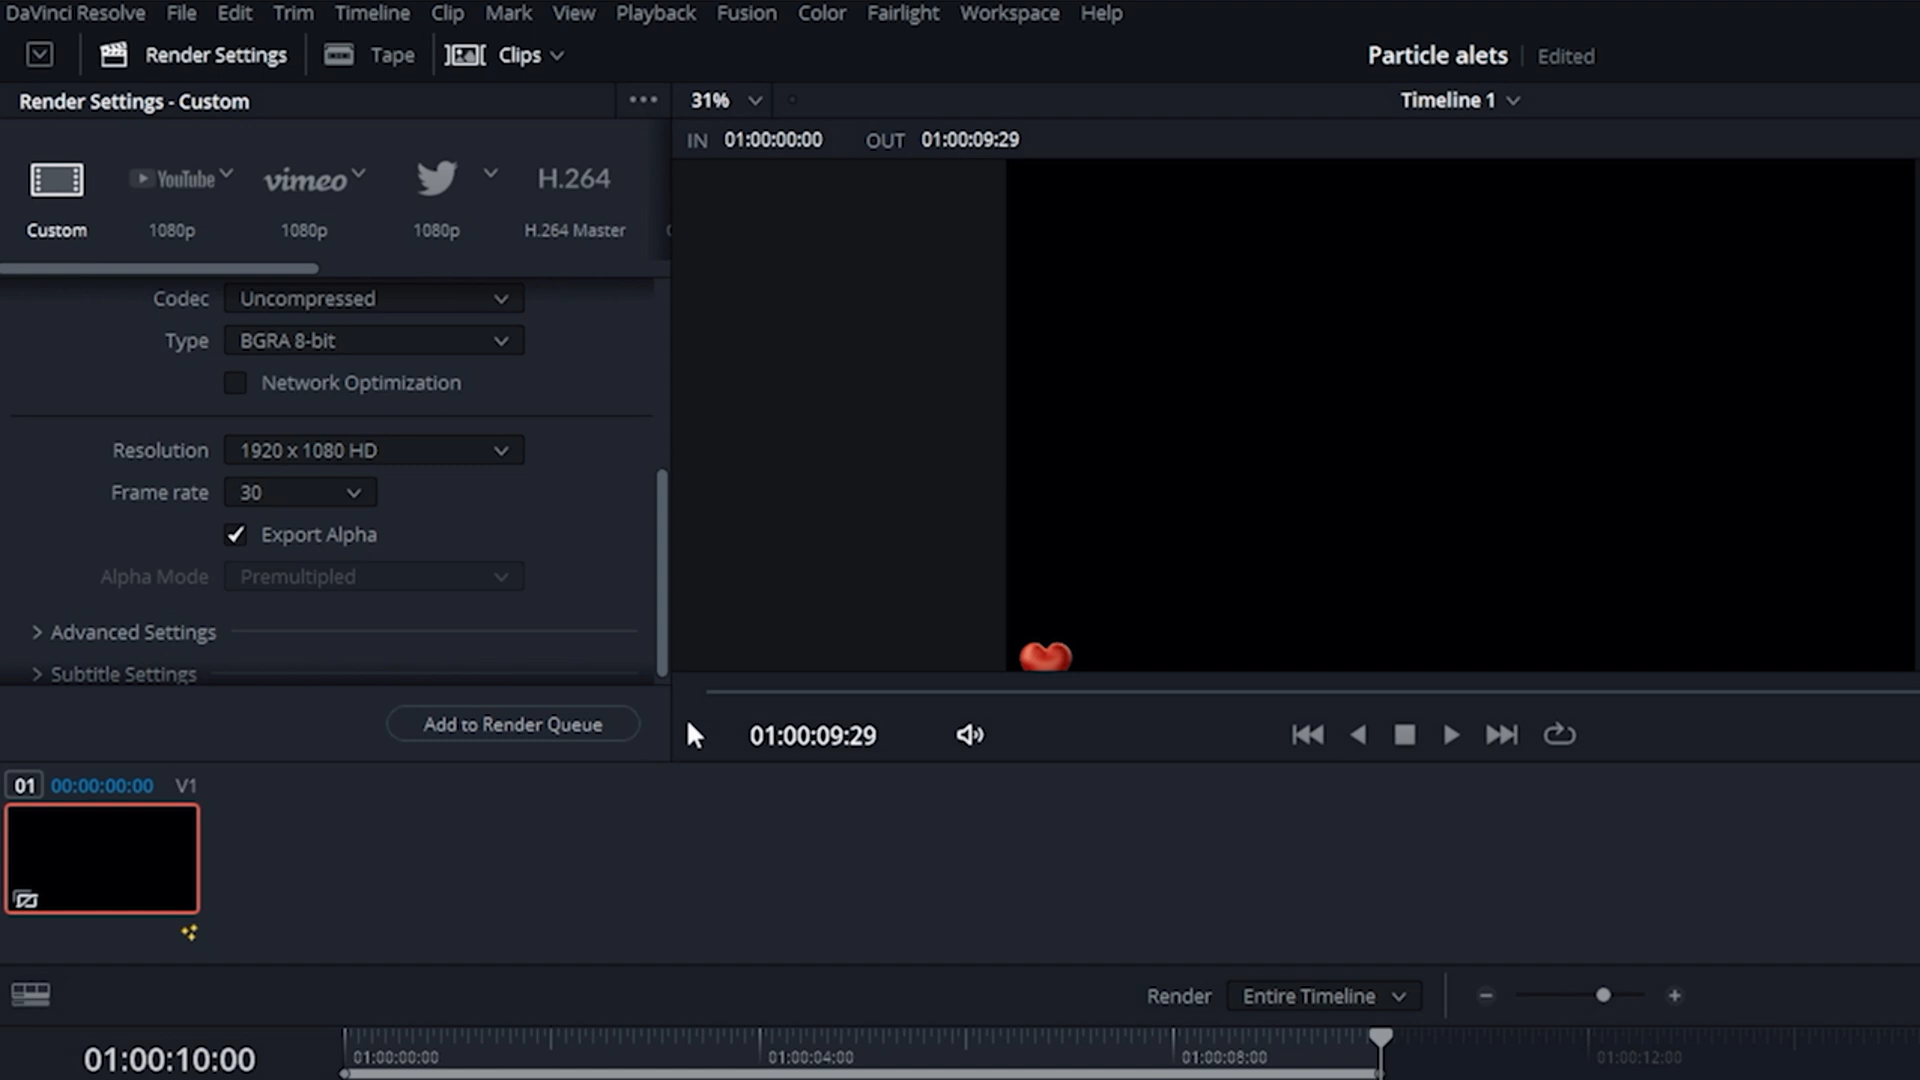 DaVinci Resolve File Edit Trim Timeline Clip Mark View Playback Fusion Color Fairlight Workspace Help
Render Settings Tape Clips Particle alets Edited
Render Settings - Custom 31% Timeline 1
IN 01:00:00:00 OUT 01:00:09:29
YouTube vimeo H.264
Custom 1080p 1080p 1080p H.264 Master
Codec Uncompressed
Type BGRA 8-bit
Network Optimization
Resolution 1920 x 1080 HD
Frame rate 30
Export Alpha
Alpha Mode Premultipled
Advanced Settings
Subtitle Settings
Add to Render Queue 01:00:09:29
01 00:00:00:00 V1
Render Entire Timeline
01:00:10:00 01:00:00:00 01:00:04:00 01:00:08:00 01:00:12:00